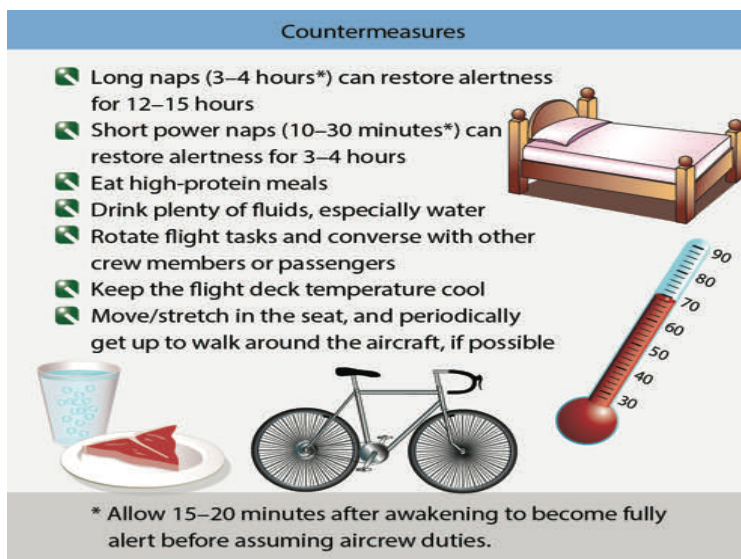 Countermeasures
Long naps (3–4 hours*) can restore alertness
for 12–15 hours
Short power naps (10–30 minutes*) can
restore alertness for 3–4 hours
Eat high-protein meals
Drink plenty of fluids, especially water
Rotate flight tasks and converse with other
crew members or passengers
Keep the flight deck temperature cool
Move/stretch in the seat, and periodically
get up to walk around the aircraft, if possible
90
80
70
60
50
40
30
* Allow 15–20 minutes after awakening to become fully
alert before assuming aircrew duties.